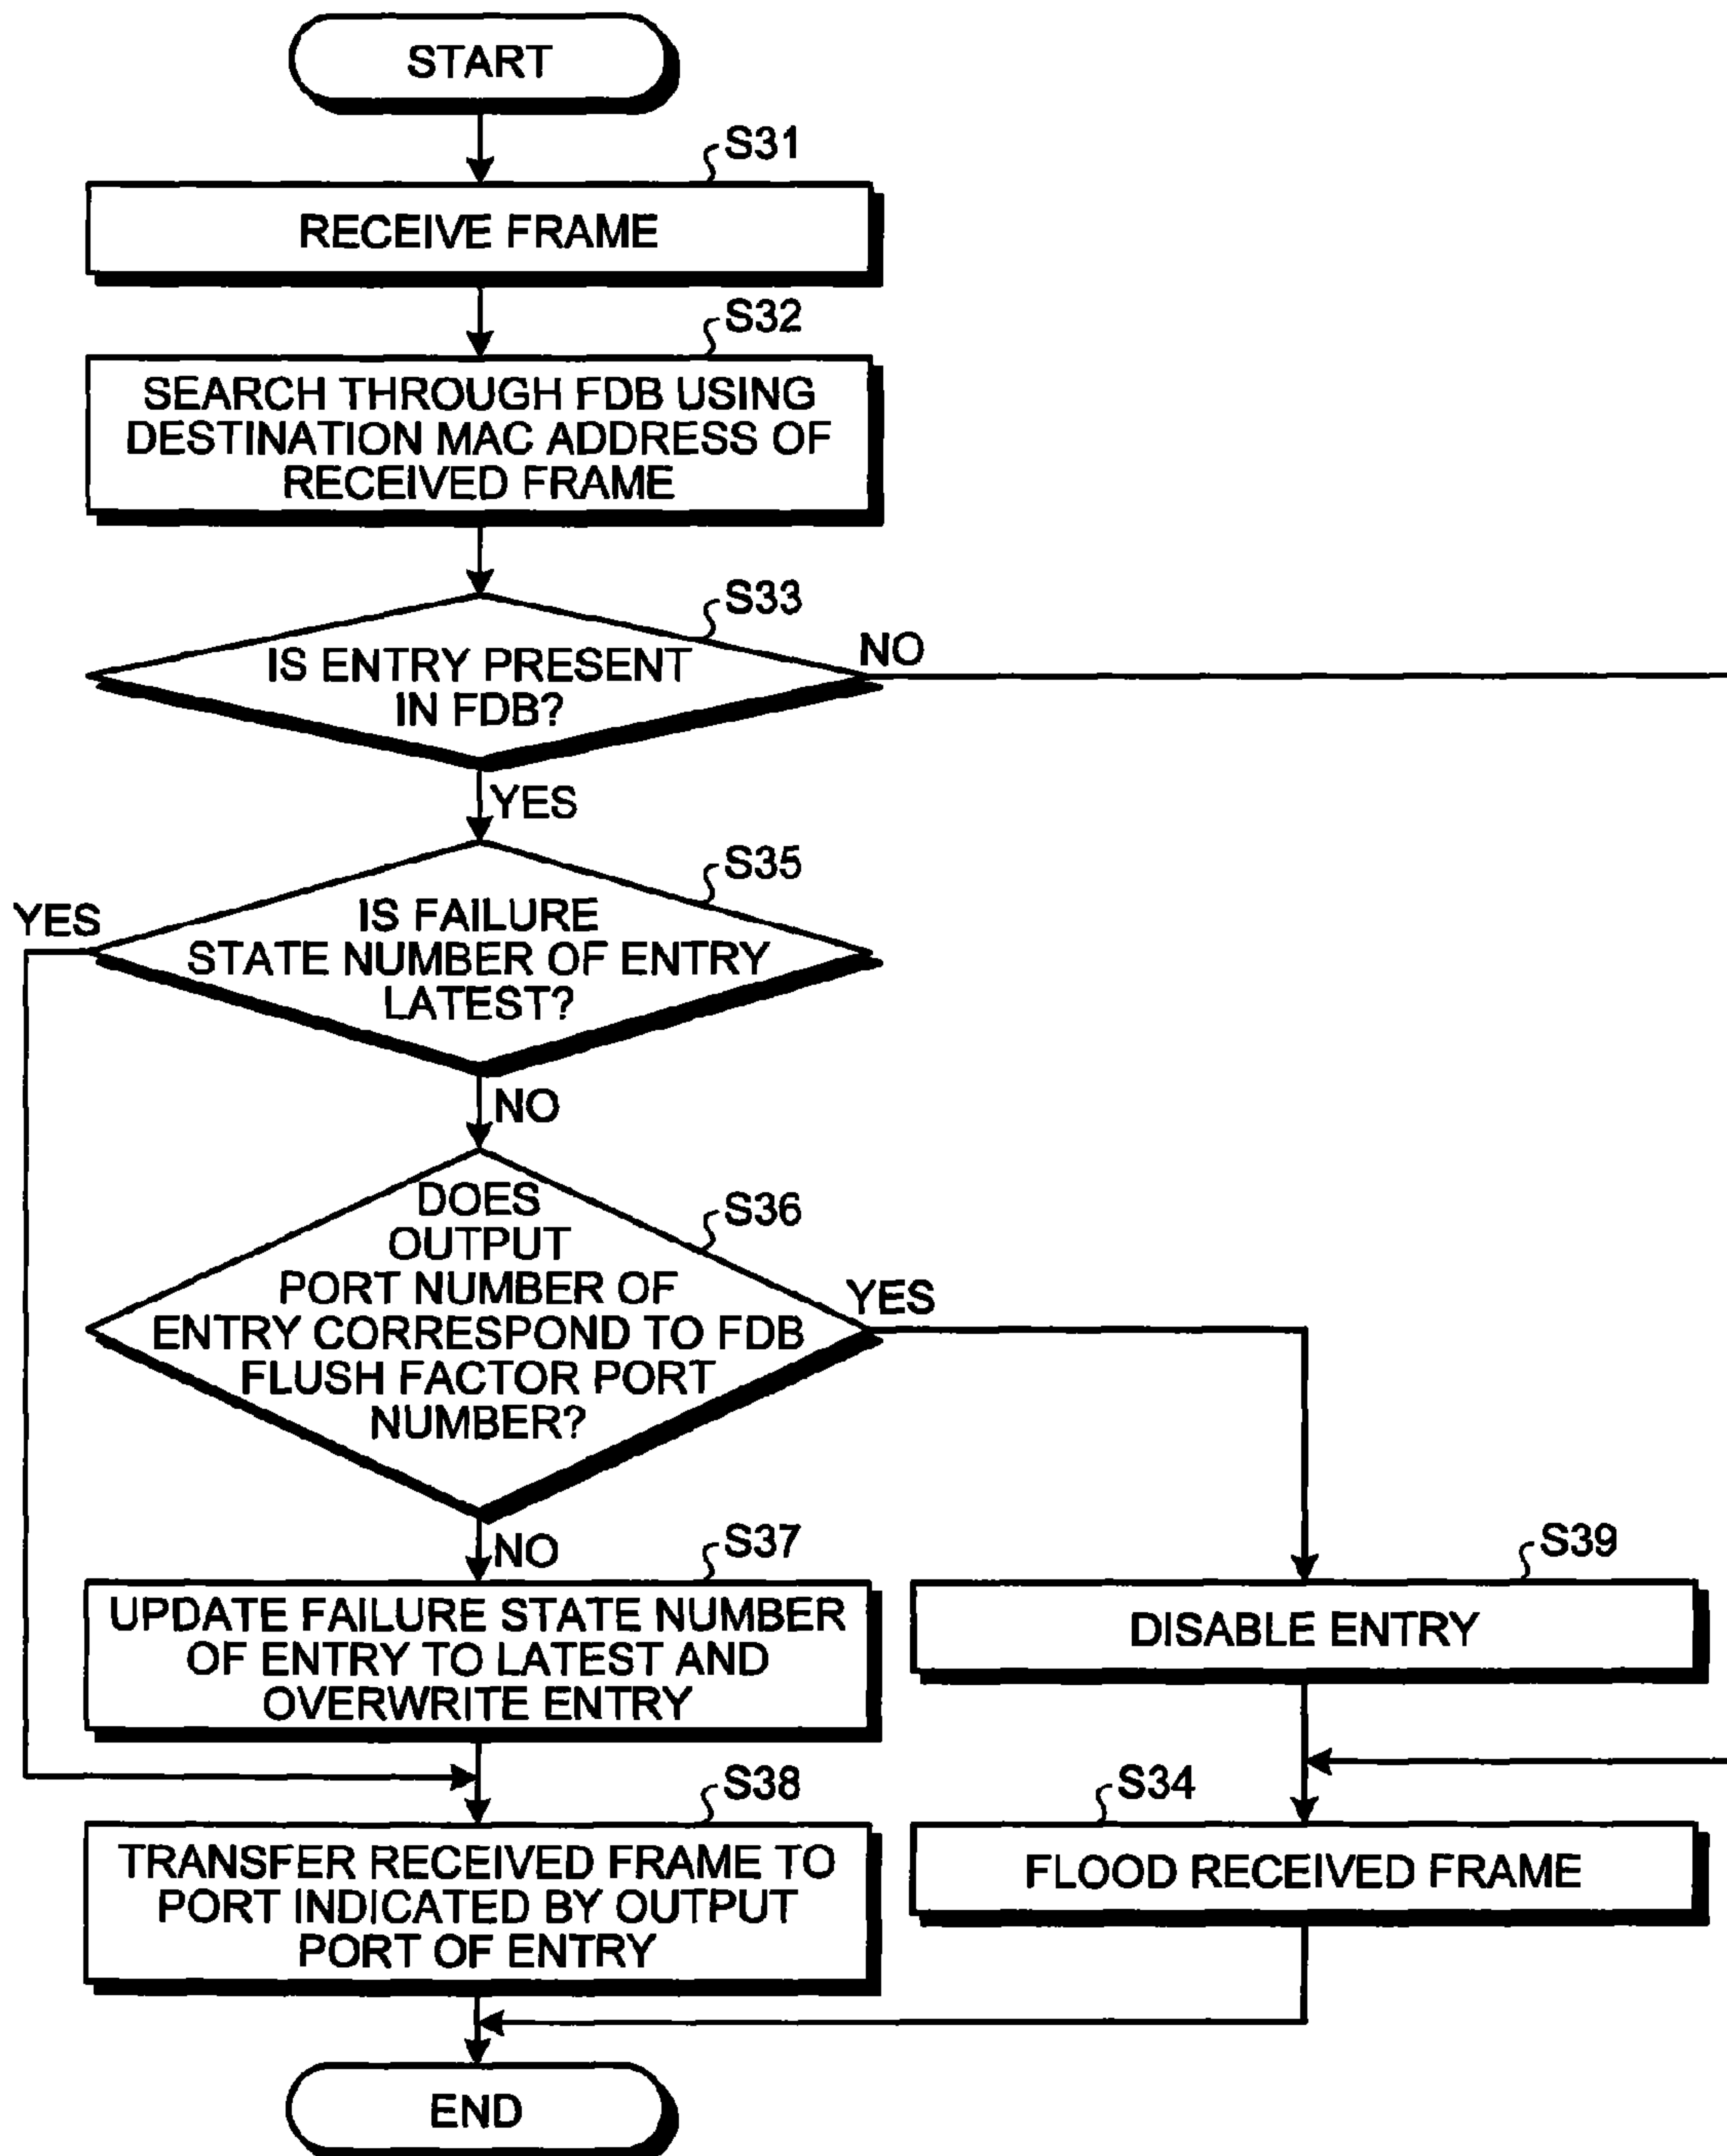 START
S31
RECEIVE FRAME
S32
SEARCH THROUGH FDB USING
DESTINATION MAC ADDRESS OF
RECEIVED FRAME
S33
IS ENTRY PRESENT
IN FDB?
NO
YES
S35
YES
IS FAILURE
STATE NUMBER OF ENTRY
LATEST?
NO
DOES
OUTPUT
PORT NUMBER OF
ENTRY CORRESPOND TO FDB
FLUSH FACTOR PORT
NUMBER?
S36
YES
NO
S37
UPDATE FAILURE STATE NUMBER
OF ENTRY TO LATEST AND
OVERWRITE ENTRY
S39
DISABLE ENTRY
S38
TRANSFER RECEIVED FRAME TO
PORT INDICATED BY OUTPUT
PORT OF ENTRY
S34
FLOOD RECEIVED FRAME
END